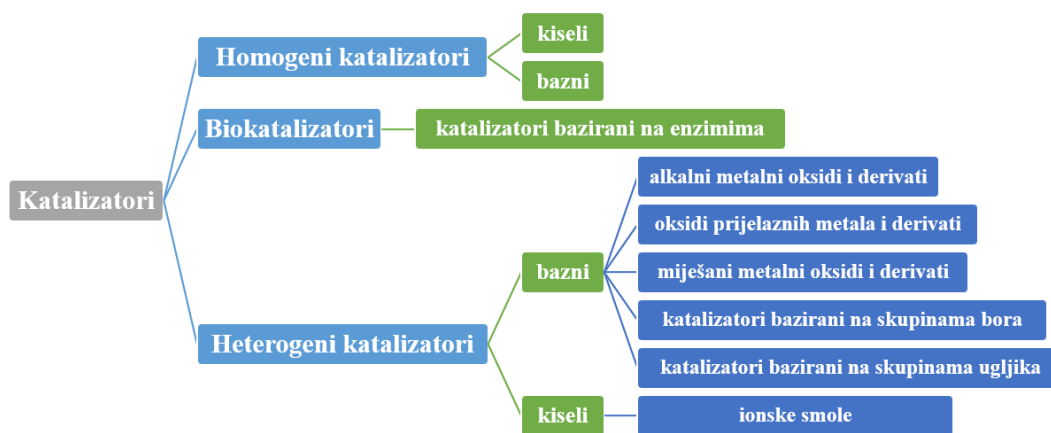 Katalizatori
Homogeni katalizatori
kiseli
bazni
Biokatalizatori
katalizatori bazirani na enzimima
Heterogeni katalizatori
bazni
alkalni metalni oksidi i derivati
oksidi prijelaznih metala i derivati
miješani metalni oksidi i derivati
katalizatori bazirani na skupinama bora
katalizatori bazirani na skupinama ugljika
kiseli
ionske smole